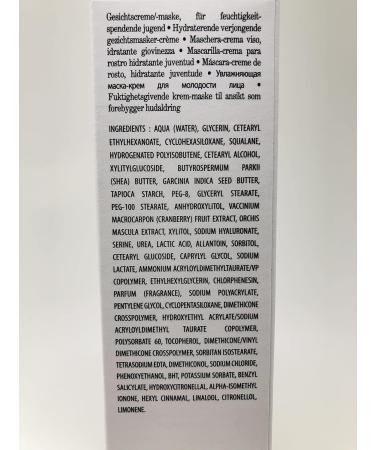 Gesichtscreme/-maske, für feuchtigkeit-
spendende jugend • Hydraterende verjongende
gezichtsmasker-crème • Maschera-crema viso,
idratante giovinezza • Mascarilla-crema para
rostro hidratante juventud • Máscara-creme de
rosto, hidratante juventude • Увлажняющая
маска-крем для молодости лица •
Fuktighetsgivende krem-maske til ansikt som
forebygger hudaldring
INGREDIENTS : AQUA (WATER), GLYCERIN, CETEARYL
ETHYLHEXANOATE, CYCLOHEXASILOXANE, SQUALANE,
HYDROGENATED POLYISOBUTENE, CETEARYL ALCOHOL,
XYLITYLGLUCOSIDE, BUTYROSPERMUM PARKII
(SHEA) BUTTER, GARCINIA INDICA SEED BUTTER,
TAPIOCA STARCH, PEG-8, GLYCERYL STEARATE,
PEG-100 STEARATE, ANHYDROXYLITOL, VACCINIUM
MACROCARPON (CRANBERRY) FRUIT EXTRACT, ORCHIS
MASCULA EXTRACT, XYLITOL, SODIUM HYALURONATE,
SERINE, UREA, LACTIC ACID, ALLANTOIN, SORBITOL,
CETEARYL GLUCOSIDE, CAPRYLYL GLYCOL, SODIUM
LACTATE, AMMONIUM ACRYLOYLDIMETHYLTAURATE/VP
COPOLYMER, ETHYLHEXYLGLYCERIN, CHLORPHENESIN,
PARFUM (FRAGRANCE), SODIUM POLYACRYLATE,
PENTYLENE GLYCOL, CYCLOPENTASILOXANE, DIMETHICONE
CROSSPOLYMER, HYDROXYETHYL ACRYLATE/SODIUM
ACRYLOYLDIMETHYL TAURATE COPOLYMER,
POLYSORBATE 60, TOCOPHEROL, DIMETHICONE/VINYL
DIMETHICONE CROSSPOLYMER, SORBITAN ISOSTEARATE,
TETRASODIUM EDTA, DIMETHICONOL, SODIUM CHLORIDE,
PHENOXYETHANOL, BHT, POTASSIUM SORBATE, BENZYL
SALICYLATE, HYDROXYCITRONELLAL, ALPHA-ISOMETHYL
IONONE, HEXYL CINNAMAL, LINALOOL, CITRONELLOL,
LIMONENE.